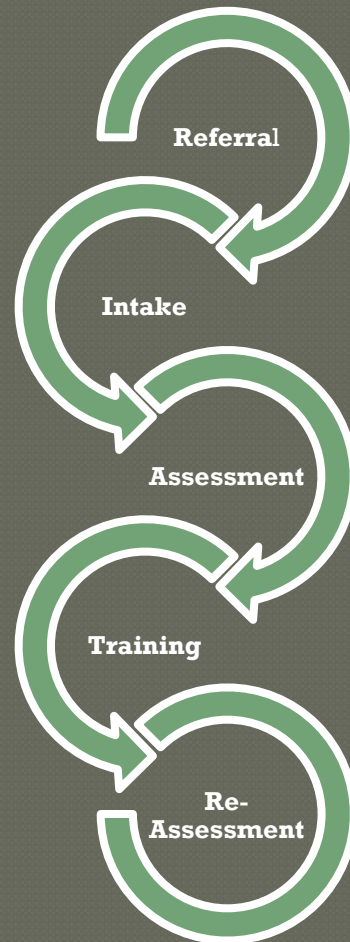 Referral
Intake
Assessment
Training
Re-
Assessment